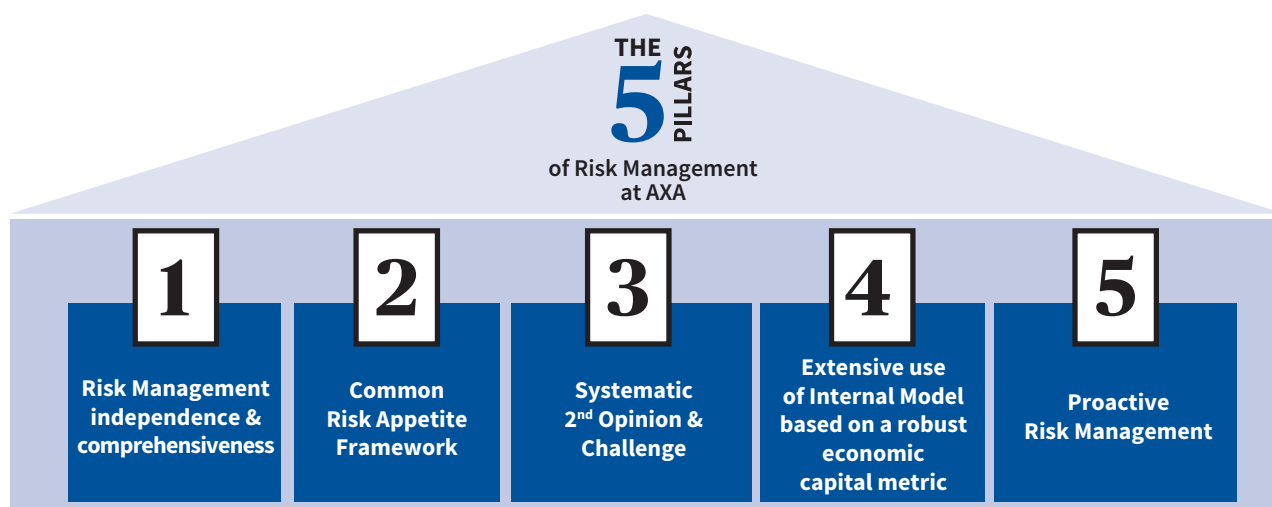 THE
5
PILLARS
of Risk Management
at AXA
1
Risk Management
independence &
comprehensiveness
2
Common
Risk Appetite
Framework
3
Systematic
2nd Opinion &
Challenge
4
Extensive use
of Internal Model
based on a robust
economic
capital metric
5
Proactive
Risk Management